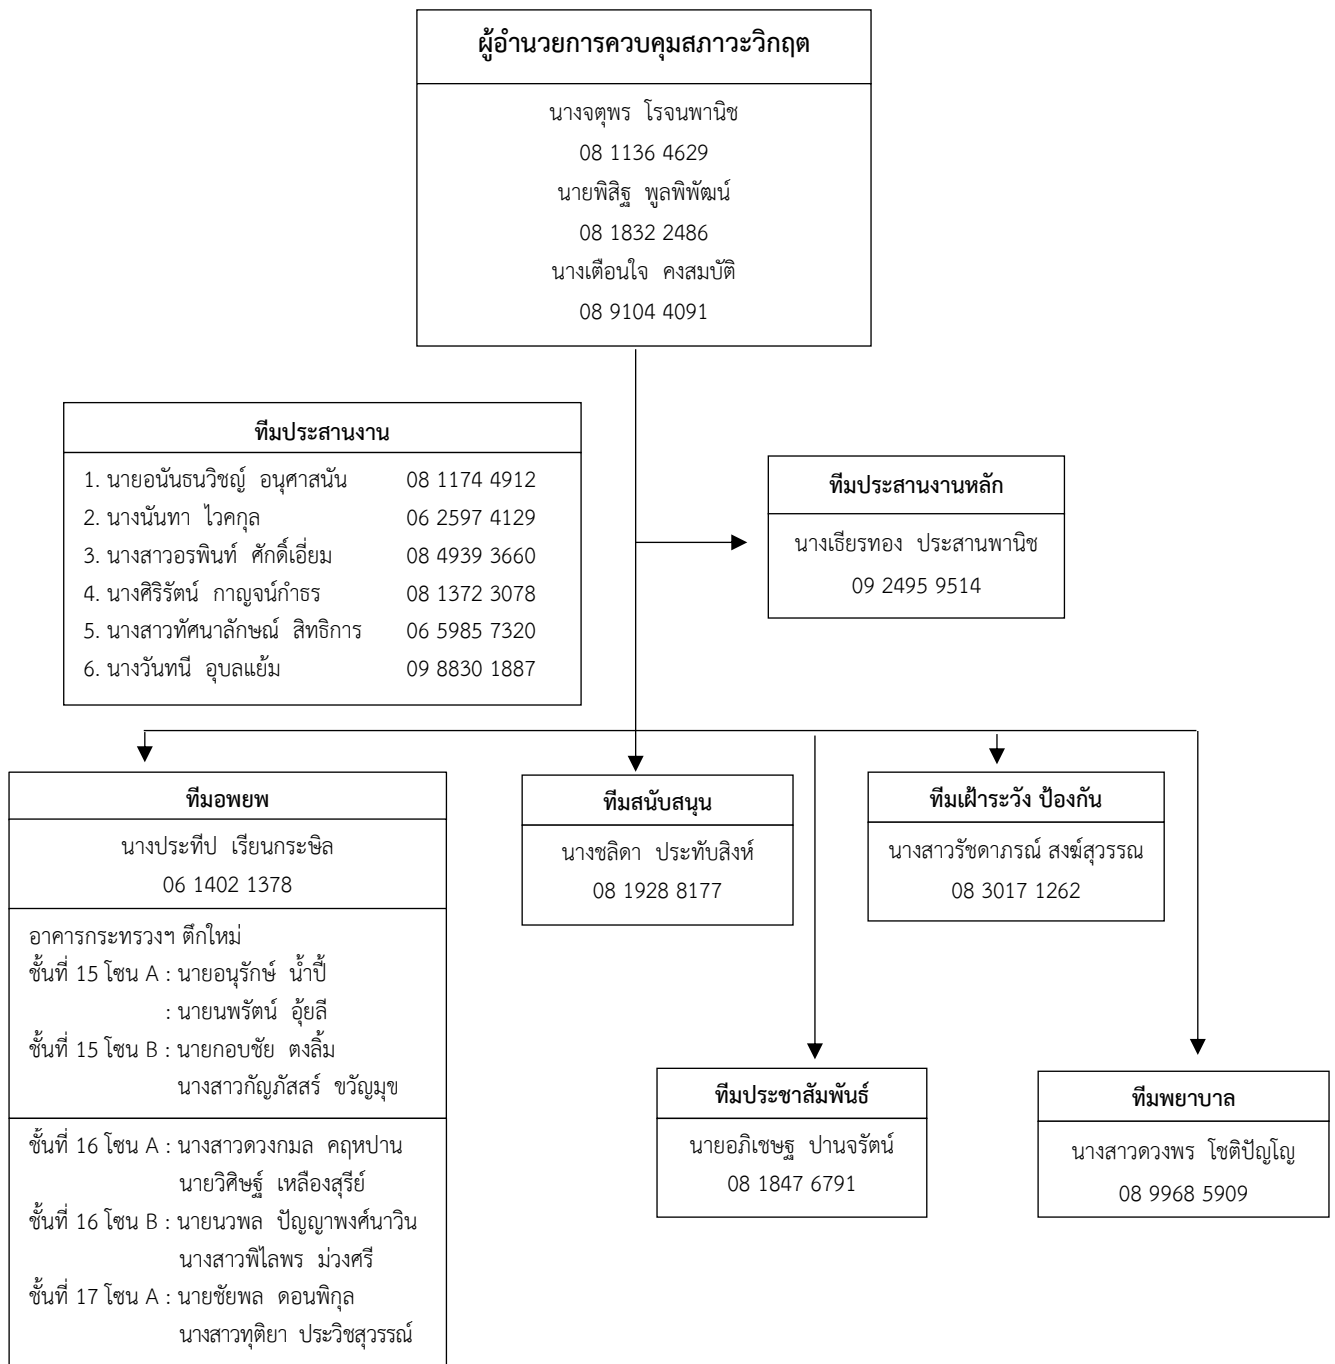 ผู้อำนวยการควบคุมสภาวะวิกฤต
นางจตุพร โรจนพานิช
08 1136 4629
นายพิสิฐ พูลพิพัฒน์
08 1832 2486
นางเตือนใจ คงสมบัติ
08 9104 4091
ทีมประสานงาน
1. นายอนันธนวิชญ์ อนุศาสนัน 08 1174 4912
2. นางนันทา ไวคกุล 06 2597 4129
3. นางสาวอรพินท์ ศักดิ์เอี่ยม 08 4939 3660
4. นางศิริรัตน์ กาญจน์กำธร 08 1372 3078
5. นางสาวทัศนาลักษณ์ สิทธิการ 06 5985 7320
6. นางวันทนี อุบลแย้ม 09 8830 1887
ทีมประสานงานหลัก
นางเธียรทอง ประสานพานิช
09 2495 9514
ทีมอพยพ
นางประทีป เรียนกระษิล
06 1402 1378
อาคารกระทรวงฯ ตึกใหม่
ชั้นที่ 15 โซน A : นายอนุรักษ์ น้ำปี้
: นายนพรัตน์ อุ้ยลี
ชั้นที่ 15 โซน B : นายกอบชัย ตงลิ้ม
นางสาวกัญภัสสร์ ขวัญมุข
ชั้นที่ 16 โซน A : นางสาวดวงกมล คฤหปาน
นายวิศิษฐ์ เหลืองสุรีย์
ชั้นที่ 16 โซน B : นายนวพล ปัญญาพงศ์นาวิน
นางสาวพิไลพร ม่วงศรี
ชั้นที่ 17 โซน A : นายชัยพล ดอนพิกุล
นางสาวทุติยา ประวิชสุวรรณ์
ทีมสนับสนุน
นางชลิดา ประทับสิงห์
08 1928 8177
ทีมเฝ้าระวัง ป้องกัน
นางสาวรัชดาภรณ์ สงฆ์สุวรรณ
08 3017 1262
ทีมประชาสัมพันธ์
นายอภิเชษฐ ปานจรัตน์
08 1847 6791
ทีมพยาบาล
นางสาวดวงพร โชติปัญโญ
08 9968 5909